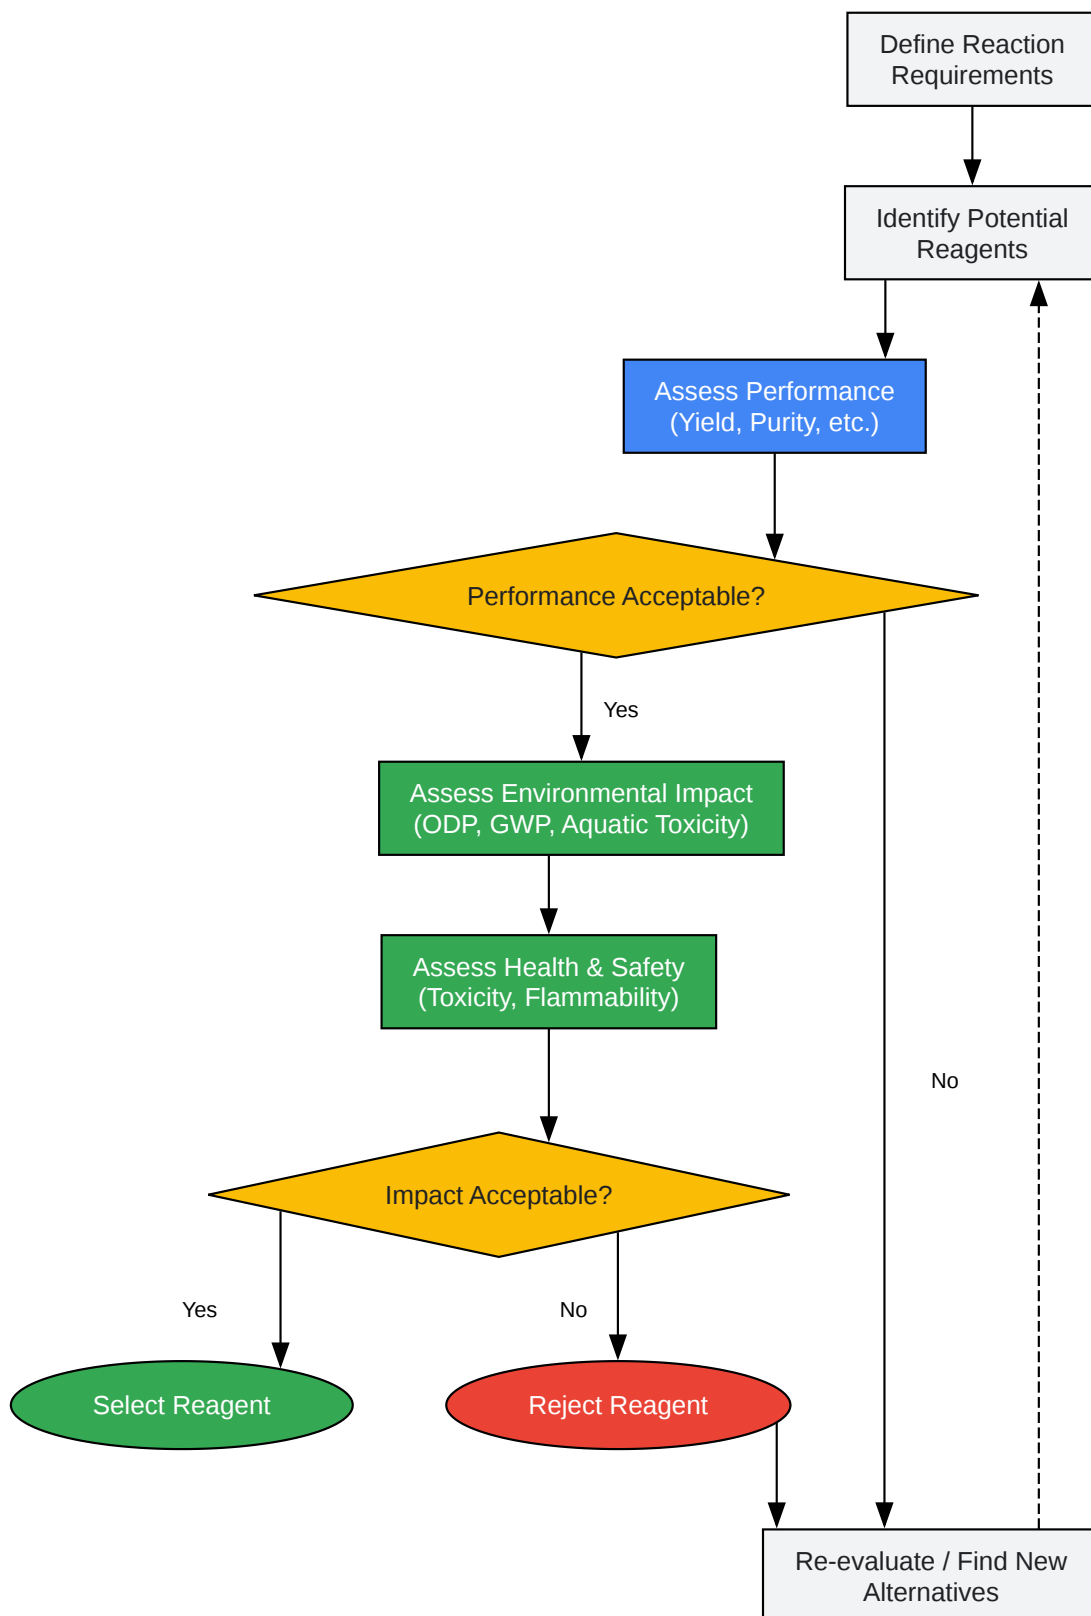 Define Reaction
Requirements
Identify Potential
Reagents
Assess Performance
(Yield, Purity, etc.)
Performance Acceptable?
Yes
Assess Environmental Impact
(ODP, GWP, Aquatic Toxicity)
Assess Health & Safety
(Toxicity, Flammability)
No
Impact Acceptable?
Yes
No
Select Reagent
Reject Reagent
Re-evaluate / Find New
Alternatives